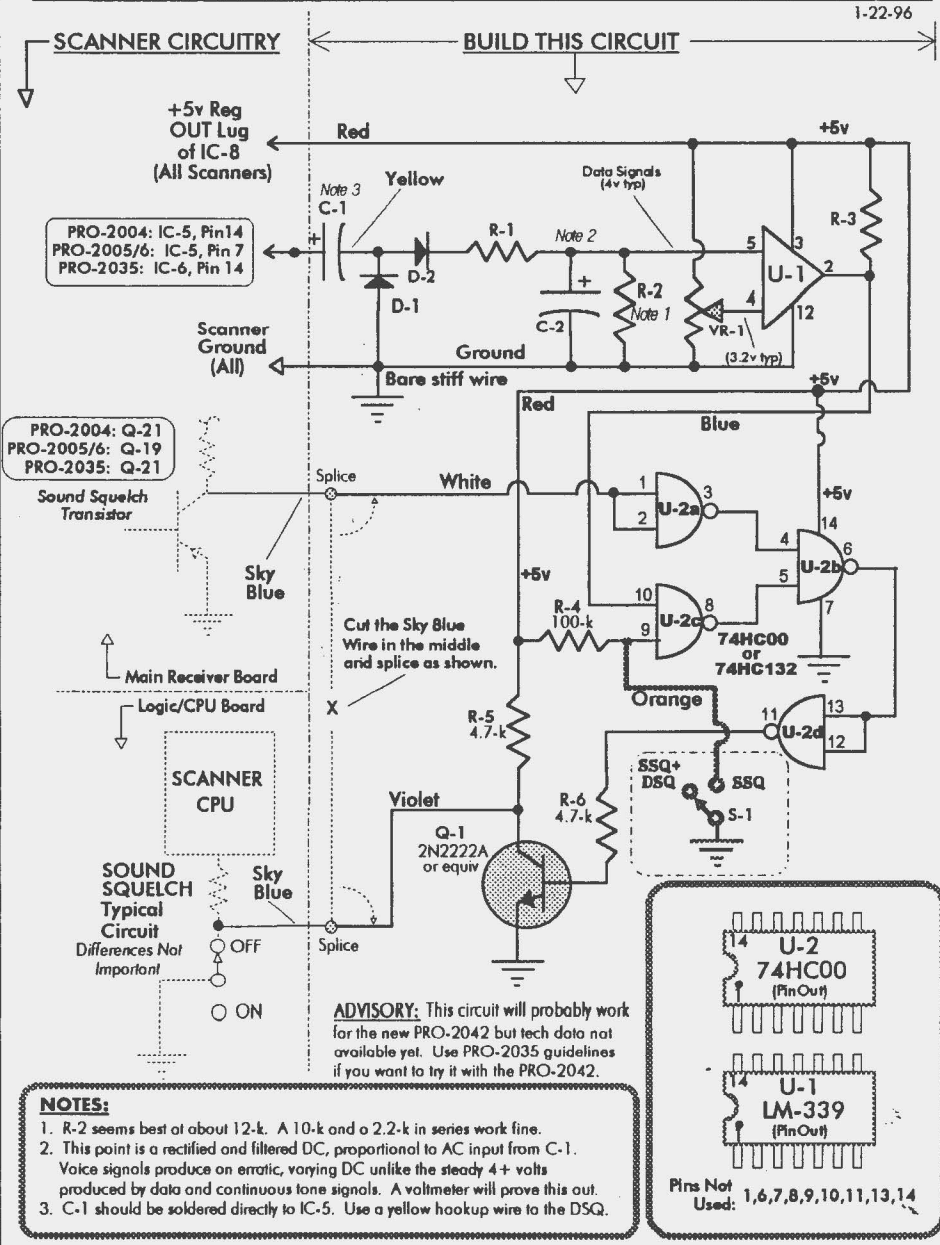 1-22-96
SCANNER CIRCUITRY
BUILD THIS CIRCUIT
+5v Reg
OUT Lug
of IC-8
(All Scanners)
Red
+5v
Note 3
C-1
Yellow
Data Signals
(4v typ)
R-3
PRO-2004: IC-5, Pin14
PRO-2005/6: IC-5, Pin 7
PRO-2035: IC-6, Pin 14
+
D-2
R-1
Note 2
5
3
U-1
2
D-1
+
C-2
R-2
Note 1
4
VR-1
12
(3.2v typ)
Scanner
Ground
(All)
Ground
Bare stiff wire
+5v
Red
Blue
PRO-2004: Q-21
PRO-2005/6: Q-19
PRO-2035: Q-21
Sound Squelch
Transistor
Splice
White
1
2
U-2a
3
+5v
14
4
5
U-2b
6
7
Sky
Blue
+5v
10
9
U-2c
8
R-4
100-k
74HC00
or
74HC132
Cut the Sky Blue
Wire in the middle
and splice as shown.
Main Receiver Board
Logic/CPU Board
X
Orange
R-5
4.7-k
11
U-2d
13
12
SCANNER
CPU
SSQ+
DSQ
SSQ
S-1
Violet
R-6
4.7-k
Q-1
2N2222A
or equiv
SOUND
SQUELCH
Typical
Circuit
Differences Not
Important
Sky
Blue
Splice
OFF
ON
14
U-2
74HC00
(Pin Out)
ADVISORY: This circuit will probably work
for the new PRO-2042 but tech data not
available yet. Use PRO-2035 guidelines
if you want to try it with the PRO-2042.
14
U-1
LM-339
(Pin Out)
Pins Not
Used: 1,6,7,8,9,10,11,13,14
NOTES:
1. R-2 seems best at about 12-k. A 10-k and a 2.2-k in series work fine.
2. This point is a rectified and filtered DC, proportional to AC input from C-1.
Voice signals produce an erratic, varying DC unlike the steady 4+ volts
produced by data and continuous tone signals. A voltmeter will prove this out.
3. C-1 should be soldered directly to IC-5. Use a yellow hookup wire to the DSQ.